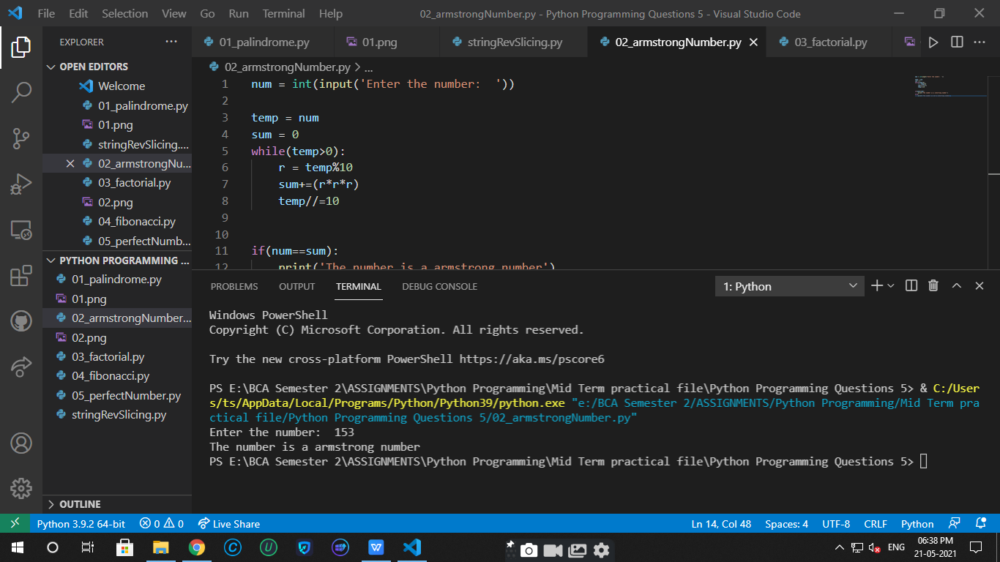 File Edit Selection View Go Run Terminal Help
02_armstrongNumber.py - Python Programming Questions 5 - Visual Studio Code
EXPLORER
OPEN EDITORS
Welcome
01_palindrome.py
01.png
stringRevSlicing....
02_armstrongNu...
03_factorial.py
02.png
04_fibonacci.py
05_perfectNumb...
PYTHON PROGRAMMING ...
01_palindrome.py
01.png
02_armstrongNumber...
02.png
03_factorial.py
04_fibonacci.py
05_perfectNumber.py
stringRevSlicing.py
OUTLINE
01_palindrome.py 01.png stringRevSlicing.py 02_armstrongNumber.py 03_factorial.py
02_armstrongNumber.py > ...
1 num = int(input('Enter the number:  '))
2
3 temp = num
4 sum = 0
5 while(temp>0):
6     r = temp%10
7     sum+=(r*r*r)
8     temp//=10
9
10
11 if(num==sum):
12     print('The number is a armstrong number')
PROBLEMS OUTPUT TERMINAL DEBUG CONSOLE
1: Python
Windows PowerShell
Copyright (C) Microsoft Corporation. All rights reserved.
Try the new cross-platform PowerShell https://aka.ms/pscore6
PS E:\BCA Semester 2\ASSIGNMENTS\Python Programming\Mid Term practical file\Python Programming Questions 5> & C:/User
s/ts/AppData/Local/Programs/Python/Python39/python.exe "e:/BCA Semester 2/ASSIGNMENTS/Python Programming/Mid Term pra
ctical file/Python Programming Questions 5/02_armstrongNumber.py"
Enter the number:  153
The number is a armstrong number
PS E:\BCA Semester 2\ASSIGNMENTS\Python Programming\Mid Term practical file\Python Programming Questions 5>
Python 3.9.2 64-bit 0 0 Live Share Ln 14, Col 48 Spaces: 4 UTF-8 CRLF Python
ENG
06:38 PM
21-05-2021